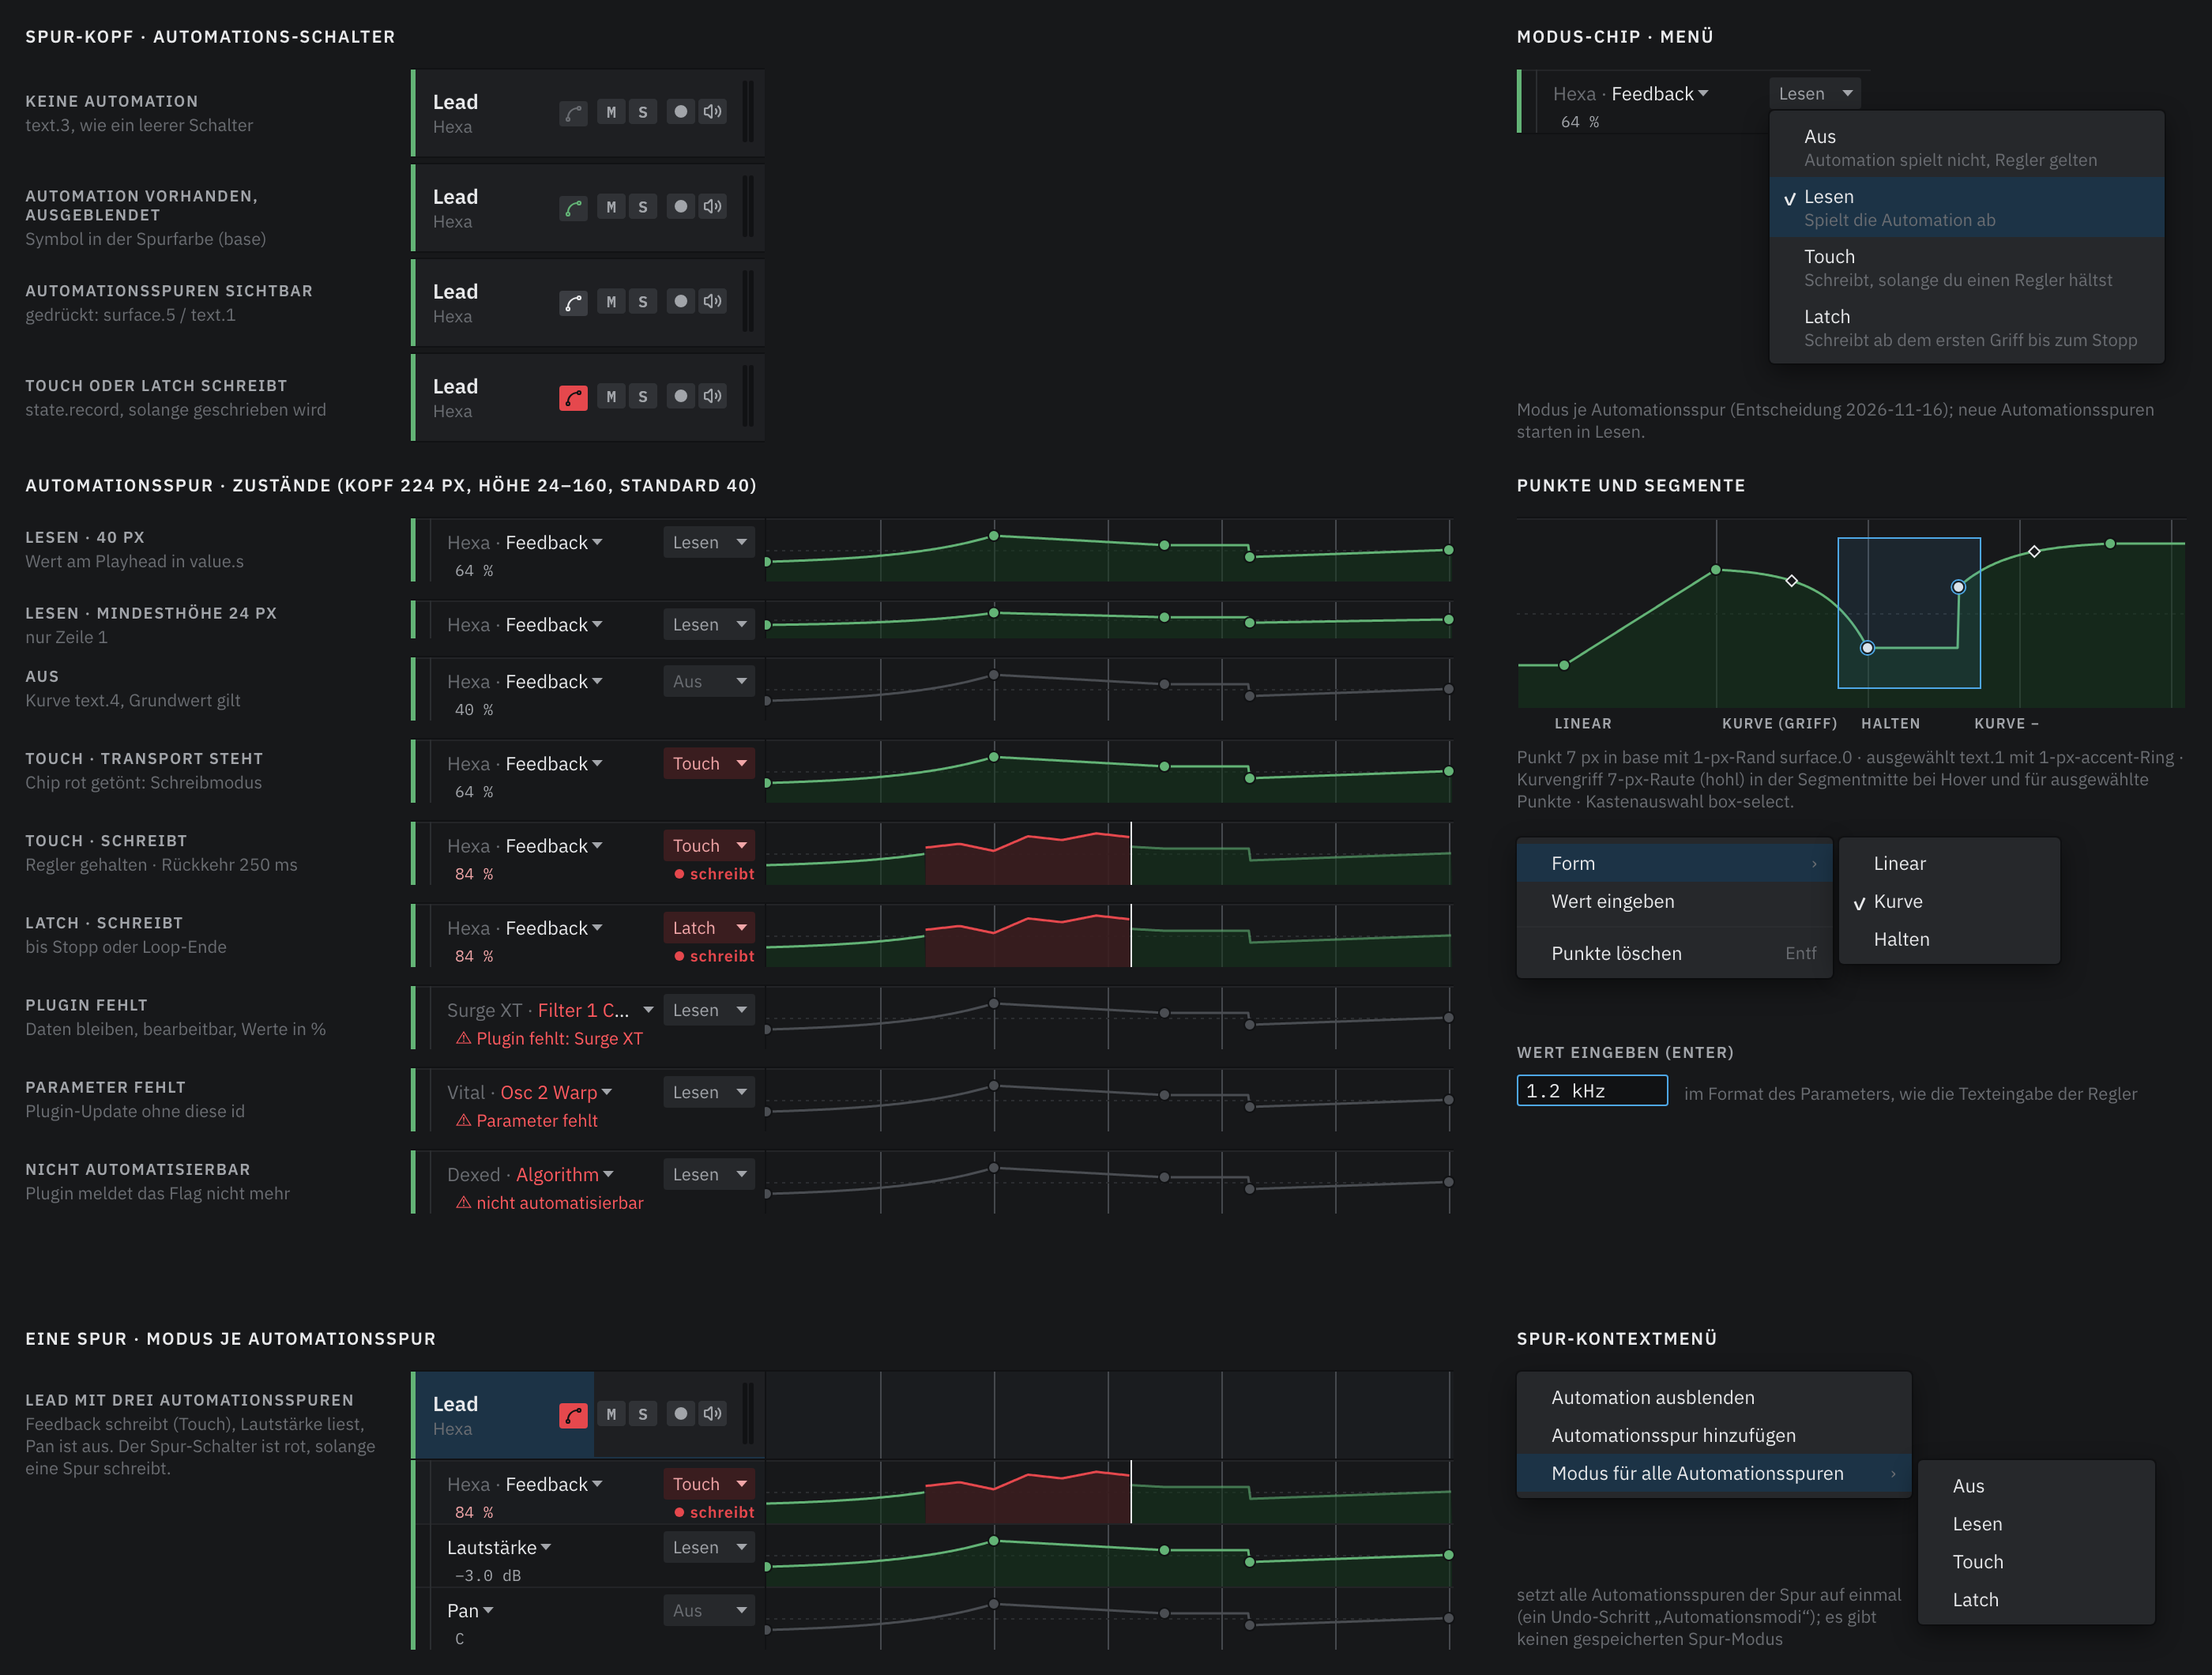 SPUR-KOPF · AUTOMATIONS-SCHALTER
KEINE AUTOMATION
text.3, wie ein leerer Schalter
Lead
Hexa
M S
AUTOMATION VORHANDEN,
AUSGEBLENDET
Symbol in der Spurfarbe (base)
Lead
Hexa
M S
AUTOMATIONSSPUREN SICHTBAR
gedrückt: surface.5 / text.1
Lead
Hexa
M S
TOUCH ODER LATCH SCHREIBT
state.record, solange geschrieben wird
Lead
Hexa
M S
MODUS-CHIP · MENÜ
Hexa · Feedback
Lesen
64 %
Aus
Automation spielt nicht, Regler gelten
Lesen
Spielt die Automation ab
Touch
Schreibt, solange du einen Regler hältst
Latch
Schreibt ab dem ersten Griff bis zum Stopp
Modus je Automationsspur (Entscheidung 2026-11-16); neue Automationsspuren
starten in Lesen.
AUTOMATIONSSPUR · ZUSTÄNDE (KOPF 224 PX, HÖHE 24–160, STANDARD 40)
LESEN · 40 PX
Wert am Playhead in value.s
Hexa · Feedback
Lesen
64 %
LESEN · MINDESTHÖHE 24 PX
nur Zeile 1
Hexa · Feedback
Lesen
AUS
Kurve text.4, Grundwert gilt
Hexa · Feedback
Aus
40 %
TOUCH · TRANSPORT STEHT
Chip rot getönt: Schreibmodus
Hexa · Feedback
Touch
64 %
TOUCH · SCHREIBT
Regler gehalten · Rückkehr 250 ms
Hexa · Feedback
Touch
84 %
schreibt
LATCH · SCHREIBT
bis Stopp oder Loop-Ende
Hexa · Feedback
Latch
84 %
schreibt
PLUGIN FEHLT
Daten bleiben, bearbeitbar, Werte in %
Surge XT · Filter 1 C...
Lesen
⚠ Plugin fehlt: Surge XT
PARAMETER FEHLT
Plugin-Update ohne diese id
Vital · Osc 2 Warp
Lesen
⚠ Parameter fehlt
NICHT AUTOMATISIERBAR
Plugin meldet das Flag nicht mehr
Dexed · Algorithm
Lesen
⚠ nicht automatisierbar
PUNKTE UND SEGMENTE
LINEAR
KURVE (GRIFF)
HALTEN
KURVE –
Punkt 7 px in base mit 1-px-Rand surface.0 · ausgewählt text.1 mit 1-px-accent-Ring ·
Kurvengriff 7-px-Raute (hohl) in der Segmentmitte bei Hover und für ausgewählte
Punkte · Kastenauswahl box-select.
Form
Wert eingeben
Punkte löschen Entf
Linear
Kurve
Halten
WERT EINGEBEN (ENTER)
1.2 kHz
im Format des Parameters, wie die Texteingabe der Regler
EINE SPUR · MODUS JE AUTOMATIONSSPUR
LEAD MIT DREI AUTOMATIONSSPUREN
Feedback schreibt (Touch), Lautstärke liest,
Pan ist aus. Der Spur-Schalter ist rot, solange
eine Spur schreibt.
Lead
Hexa
M S
Hexa · Feedback
Touch
84 %
schreibt
Lautstärke
Lesen
−3.0 dB
Pan
Aus
C
SPUR-KONTEXTMENÜ
Automation ausblenden
Automationsspur hinzufügen
Modus für alle Automationsspuren
Aus
Lesen
Touch
Latch
setzt alle Automationsspuren der Spur auf einmal
(ein Undo-Schritt „Automationsmodi“); es gibt
keinen gespeicherten Spur-Modus